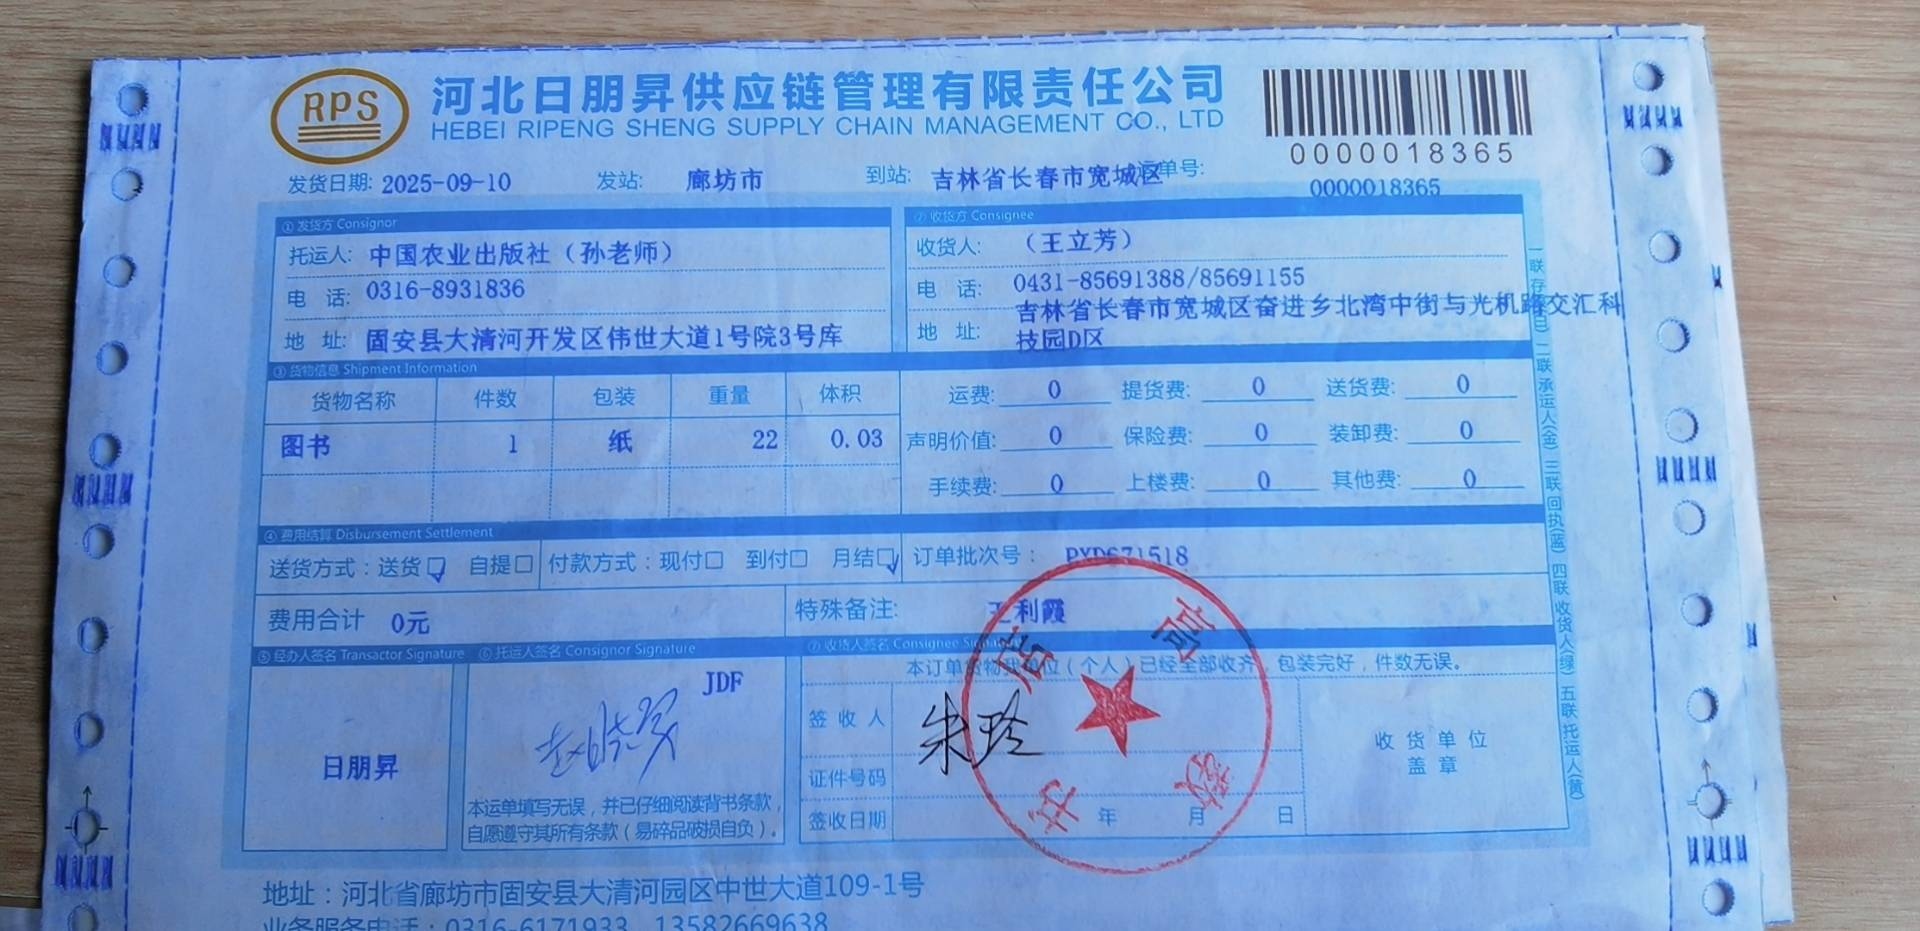 RPS
河北日朋昇供应链管理有限责任公司
HEBEI RIPENG SHENG SUPPLY CHAIN MANAGEMENT CO., LTD
0000018365
发货日期: 2025-09-10 发站: 廊坊市 到站: 吉林省长春市宽城区 运单号: 0000018365
① 发货方 Consignor
托运人: 中国农业出版社（孙老师）
电 话: 0316-8931836
地 址: 固安县大清河开发区伟世大道1号院3号库
② 收货方 Consignee
收货人: （王立芳）
电 话: 0431-85691388/85691155
地 址: 吉林省长春市宽城区奋进乡北湾中街与光机路交汇科
技园D区
③ 货物信息 Shipment Information
货物名称 件数 包装 重量 体积
图书 1 纸 22 0.03
运费: 0 提货费: 0 送货费: 0
声明价值: 0 保险费: 0 装卸费: 0
手续费: 0 上楼费: 0 其他费: 0
④ 费用结算 Disbursement Settlement
送货方式：送货 自提 付款方式：现付 到付 月结 订单批次号：
费用合计 0元 特殊备注: 王利霞
⑤ 经办人签名 Transactor Signature
日朋昇
⑥ 托运人签名 Consignor Signature
JDF
本运单填写无误，并已仔细阅读背书条款，
自愿遵守其所有条款（易碎品破损自负）。
⑦ 收货人签名 Consignee Signature
本订单货物我单位（个人）已经全部收齐，包装完好，件数无误。
签 收 人 朱玲
证件号码
签收日期 年 月 日
收 货 单 位
盖 章
一联存 二联承运人(金) 三联回执(蓝) 四联收货人(绿) 五联托运人(黄)
地址：河北省廊坊市固安县大清河园区中世大道109-1号
业务服务电话：0316-6171933 13582669638